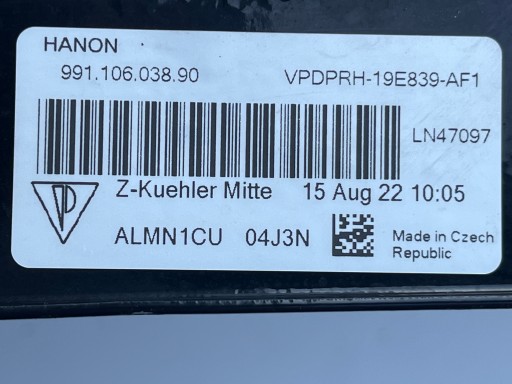 HANON
991.106.038.90 VPDPRH-19E839-AF1
LN47097
Z-Kuehler Mitte 15 Aug 22 10:05
ALMN1CU 04J3N
Made in Czech
Republic